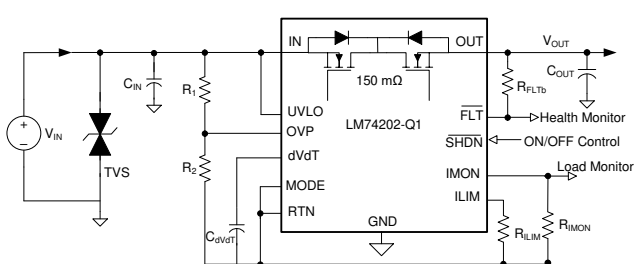 IN
OUT
V_OUT
C_IN
R_1
150 mΩ
C_OUT
R_FLTb
UVLO
FLT
Health Monitor
V_IN
OVP
LM74202-Q1
SHDN
ON/OFF Control
R_2
dVdT
TVS
IMON
Load Monitor
MODE
ILIM
RTN
GND
C_dVdT
R_ILIM
R_IMON
+
−